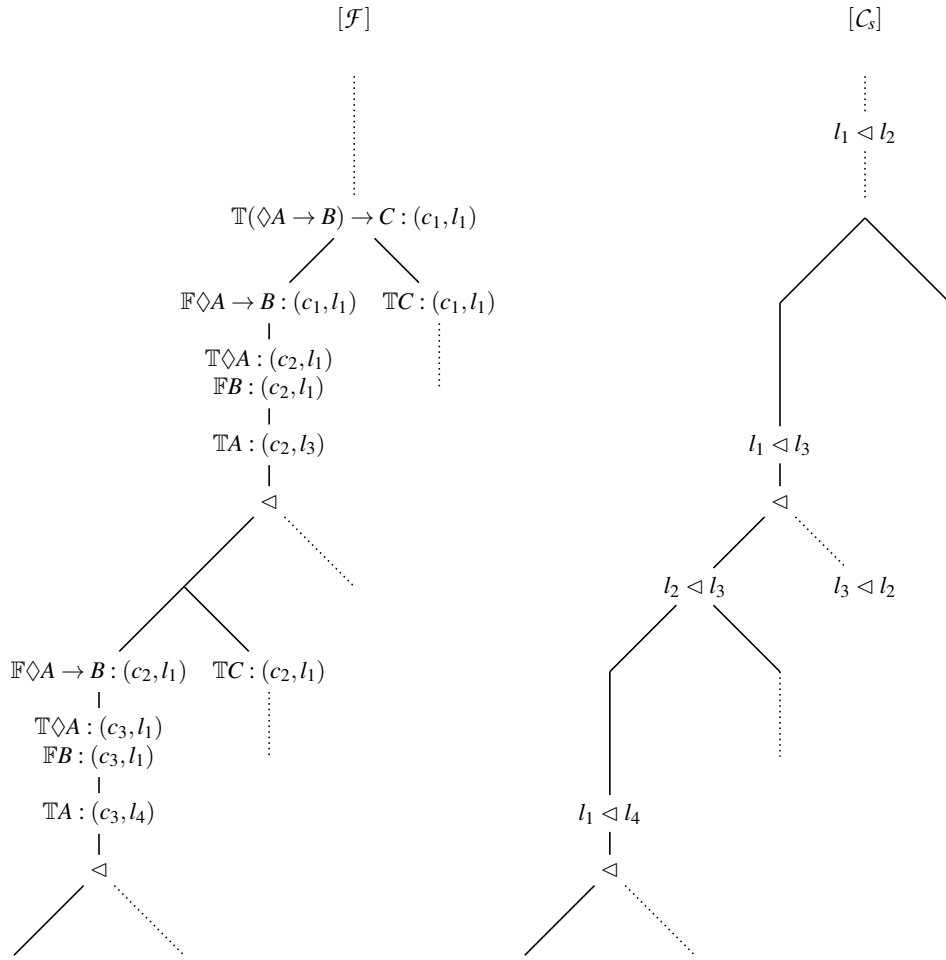 [ℱ] [𝒞ₛ]
l₁ ⊲ l₂
𝕋(◊A → B) → C : (c₁, l₁)
𝔽◊A → B : (c₁, l₁) 𝕋C : (c₁, l₁)
𝕋◊A : (c₂, l₁)
𝔽B : (c₂, l₁)
𝕋A : (c₂, l₃) l₁ ⊲ l₃
⊲ ⊲
l₂ ⊲ l₃ l₃ ⊲ l₂
𝔽◊A → B : (c₂, l₁) 𝕋C : (c₂, l₁)
𝕋◊A : (c₃, l₁)
𝔽B : (c₃, l₁)
𝕋A : (c₃, l₄) l₁ ⊲ l₄
⊲ ⊲